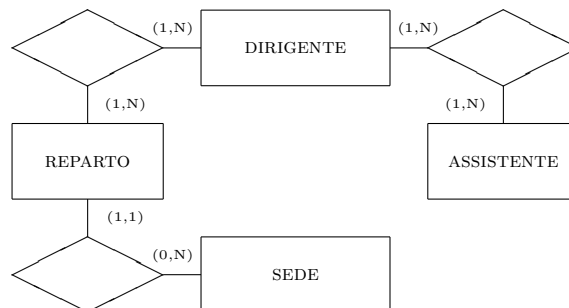 (1,N)
DIRIGENTE
(1,N)
(1,N)
(1,N)
REPARTO
ASSISTENTE
(1,1)
(0,N)
SEDE